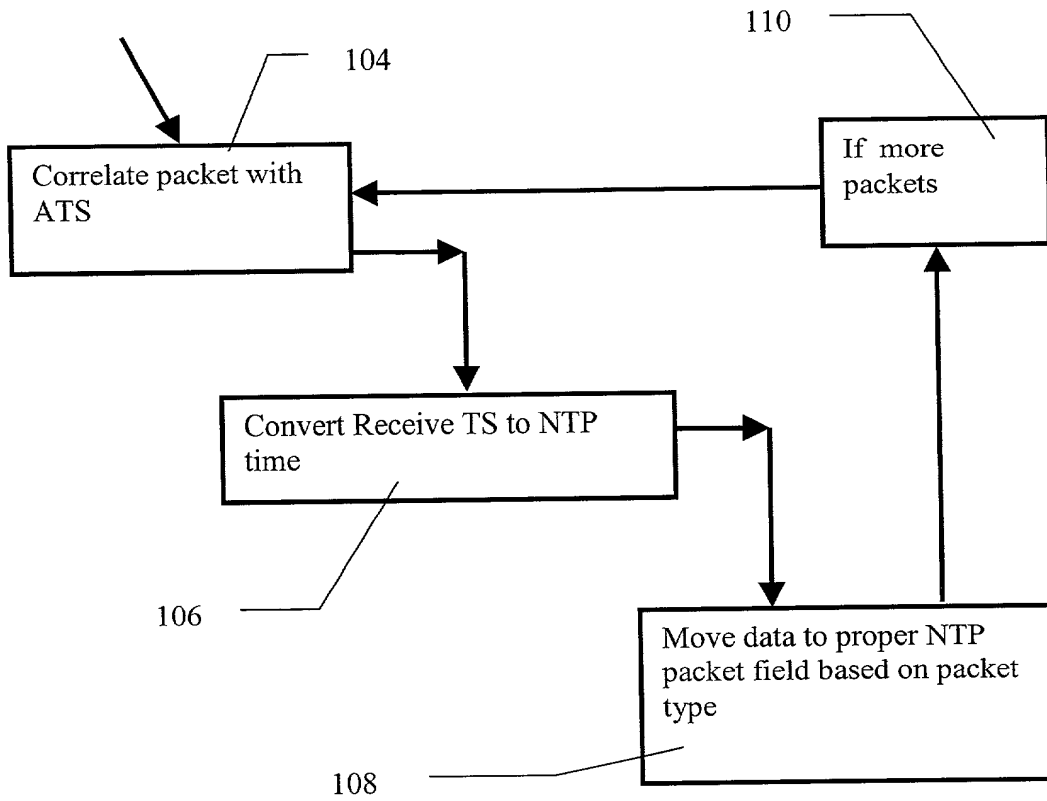 110
104
If more
packets
Correlate packet with
ATS
Convert Receive TS to NTP
time
106
Move data to proper NTP
packet field based on packet
type
108